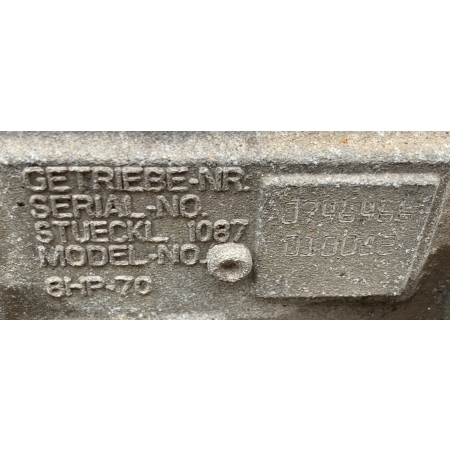 GETRIEBE-NR.
SERIAL-NO.
STUECKL. 1087
MODEL-NO.
8HP-70